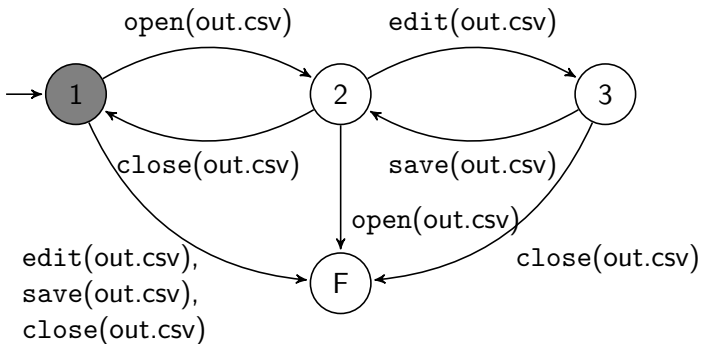 open(out.csv)
edit(out.csv)
1
2
3
close(out.csv)
save(out.csv)
open(out.csv)
edit(out.csv),
save(out.csv),
close(out.csv)
F
close(out.csv)